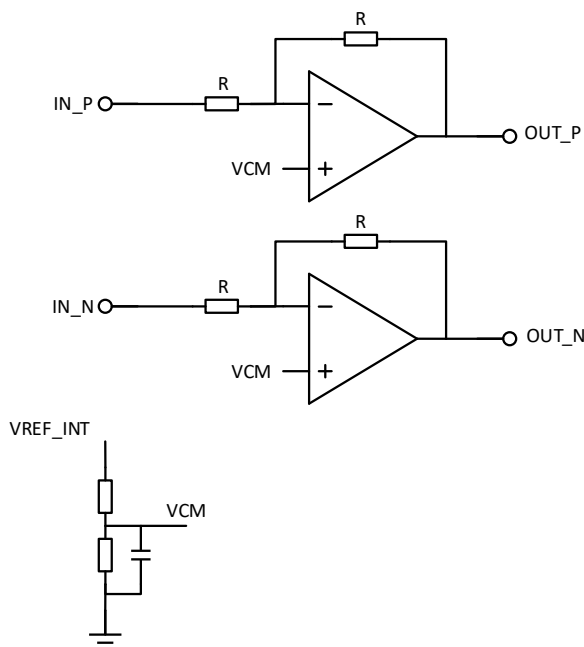 R
R
IN_P
−
OUT_P
VCM
+
R
R
IN_N
−
OUT_N
VCM
+
VREF_INT
VCM